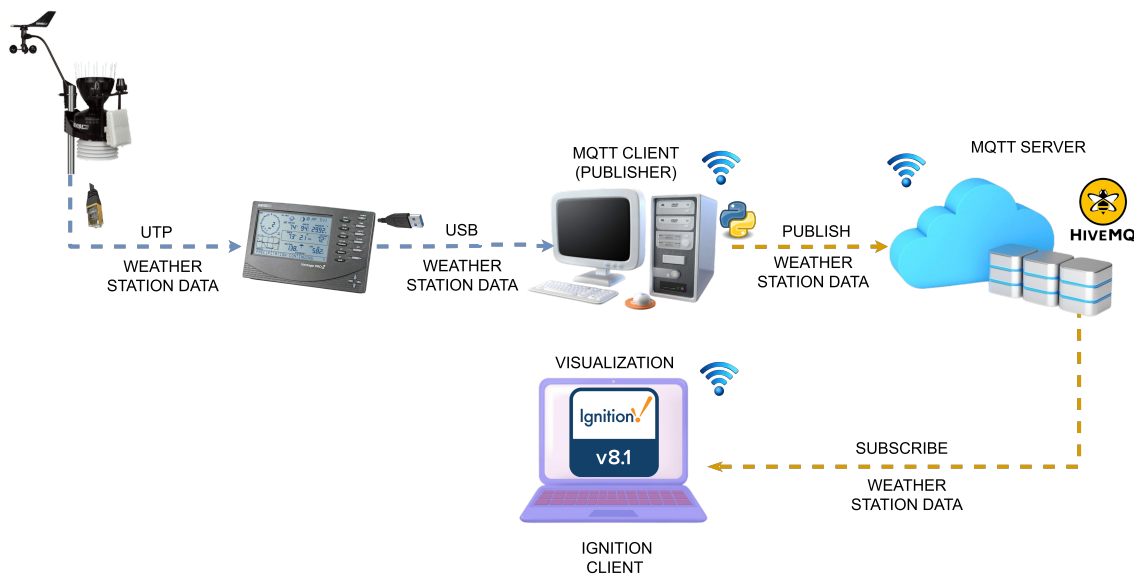 MQTT SERVER
MQTT CLIENT
(PUBLISHER)
HIVEMQ
UTP
WEATHER
STATION DATA
USB
WEATHER
STATION DATA
PUBLISH
WEATHER
STATION DATA
VISUALIZATION
Ignition!
v8.1
SUBSCRIBE
WEATHER
STATION DATA
IGNITION
CLIENT